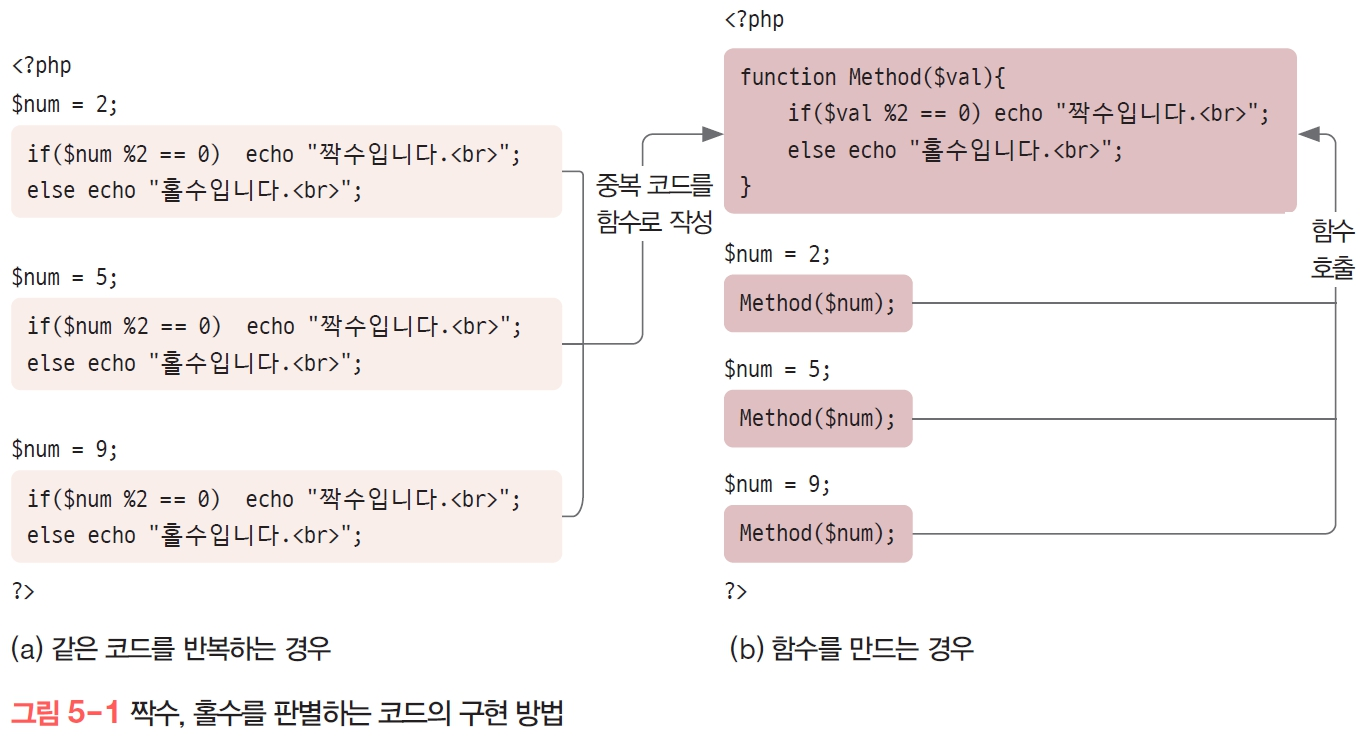 <?php
$num = 2;
if($num %2 == 0)  echo "짝수입니다.<br>";
else echo "홀수입니다.<br>";
$num = 5;
if($num %2 == 0)  echo "짝수입니다.<br>";
else echo "홀수입니다.<br>";
$num = 9;
if($num %2 == 0)  echo "짝수입니다.<br>";
else echo "홀수입니다.<br>";
?>
(a) 같은 코드를 반복하는 경우
중복 코드를
함수로 작성
<?php
function Method($val){
    if($val %2 == 0) echo "짝수입니다.<br>";
    else echo "홀수입니다.<br>";
}
$num = 2;
Method($num);
$num = 5;
Method($num);
$num = 9;
Method($num);
?>
함수
호출
(b) 함수를 만드는 경우
그림 5-1 짝수, 홀수를 판별하는 코드의 구현 방법